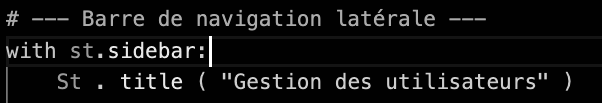 # --- Barre de navigation latérale ---
with st.sidebar:
St . title ( "Gestion des utilisateurs" )